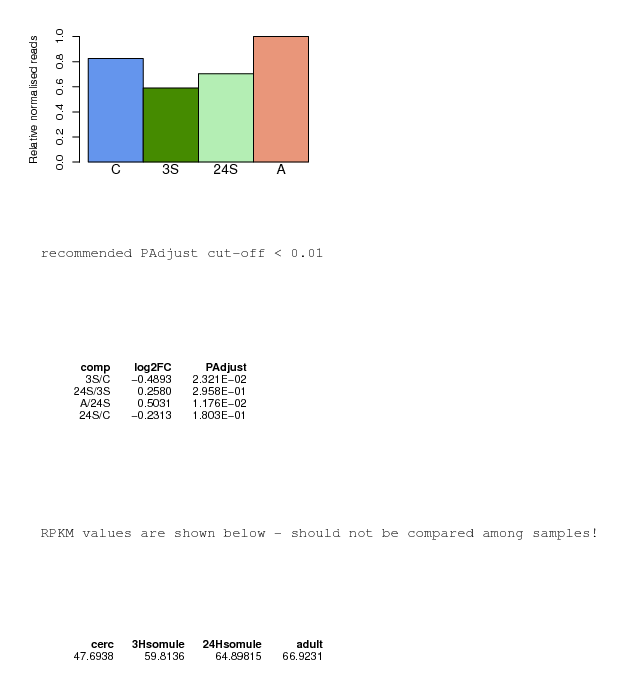 Relative normalised reads
1.0
0.8
0.6
0.4
0.2
0.0
C 3S 24S A
recommended PAdjust cut-off < 0.01
comp log2FC PAdjust
3S/C −0.4893 2.321E−02
24S/3S 0.2580 2.958E−01
A/24S 0.5031 1.176E−02
24S/C −0.2313 1.803E−01
RPKM values are shown below - should not be compared among samples!
cerc 3Hsomule 24Hsomule adult
47.6938 59.8136 64.89815 66.9231